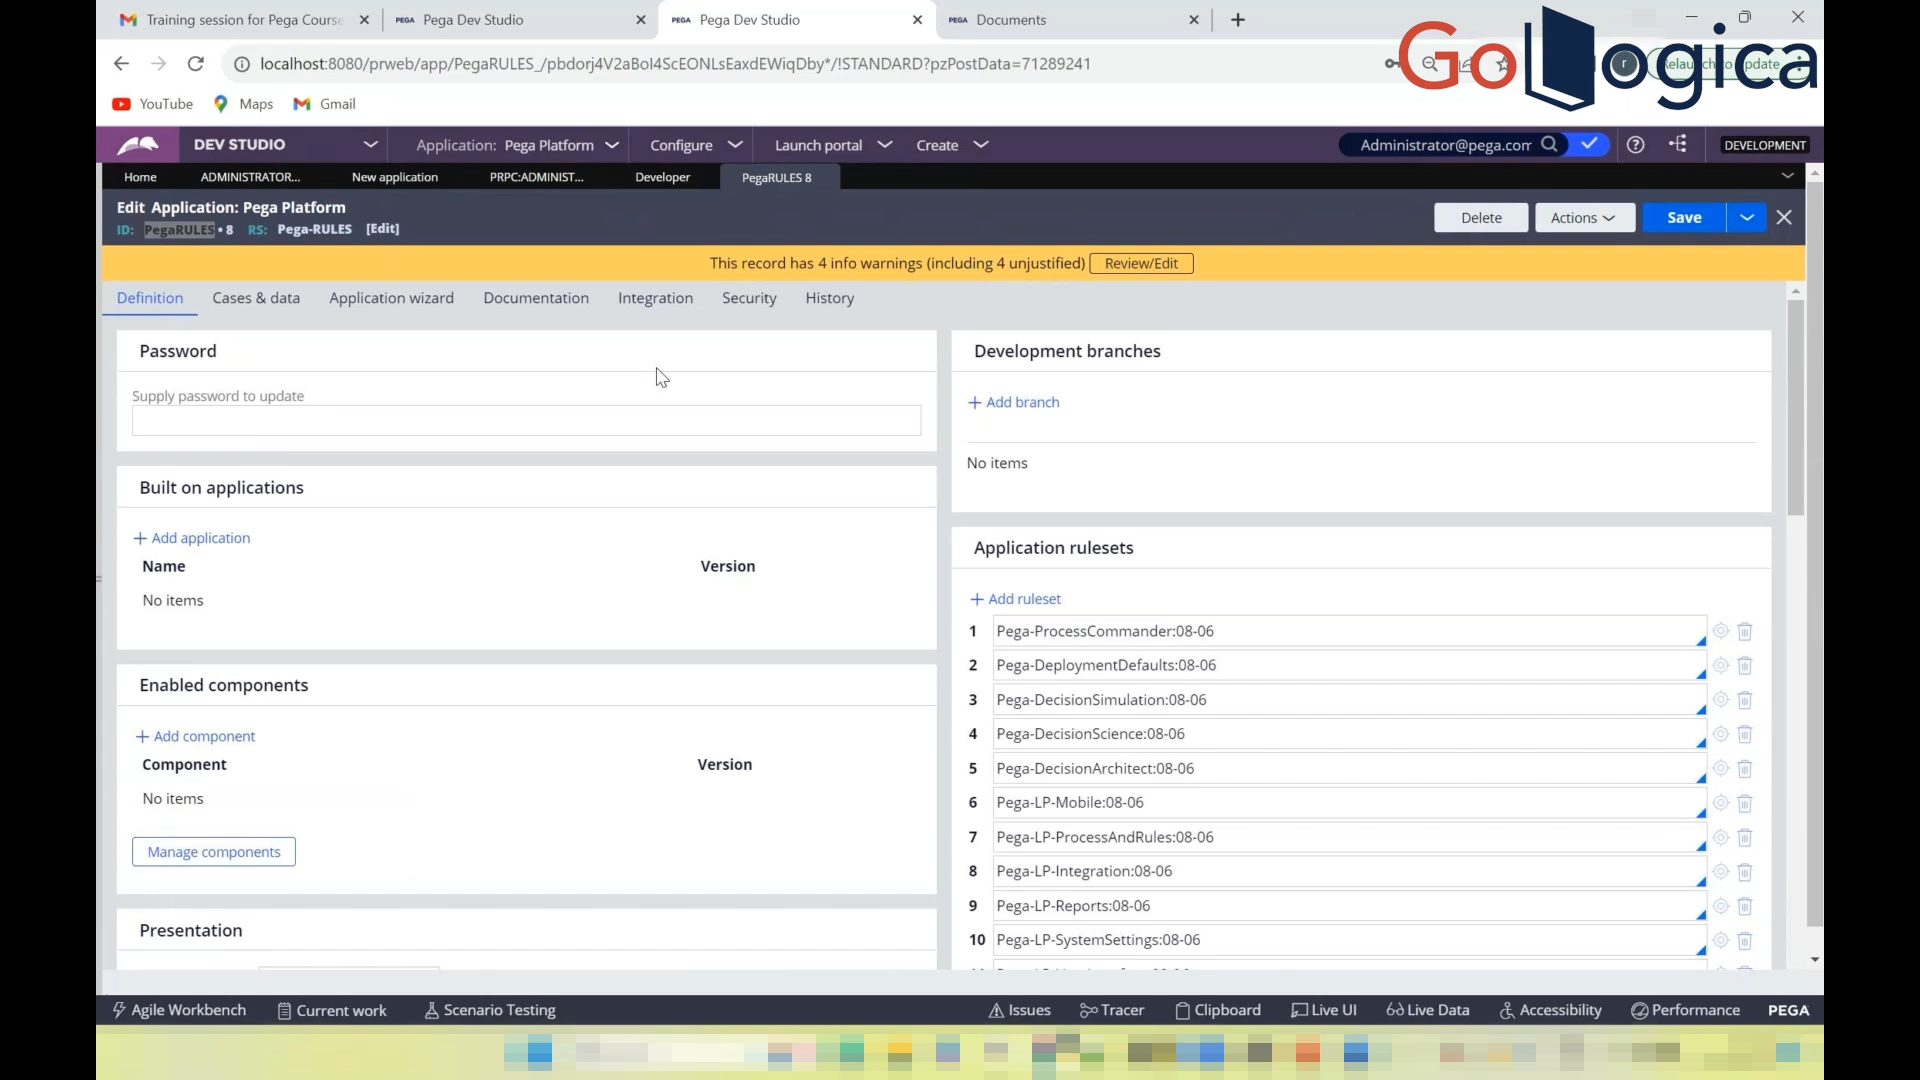 Training session for Pega Course
Pega Dev Studio
PEGA Pega Dev Studio
PEGA Documents
GoLogica
localhost:8080/prweb/app/PegaRULES_/pbdorj4V2aBol4ScEONLsEaxdEWiqDby*/!STANDARD?pzPostData=71289241
r
YouTube Maps Gmail
DEV STUDIO Application: Pega Platform Configure Launch portal Create Administrator@pega.com DEVELOPMENT
Home ADMINISTRATOR... New application PRPC:ADMINIST... Developer PegaRULES 8
Edit Application: Pega Platform
ID: PegaRULES • 8 RS: Pega-RULES [Edit]
Delete Actions Save
This record has 4 info warnings (including 4 unjustified) Review/Edit
Definition Cases & data Application wizard Documentation Integration Security History
Password
Supply password to update
Built on applications
+ Add application
Name Version
No items
Enabled components
+ Add component
Component Version
No items
Manage components
Presentation
Development branches
+ Add branch
No items
Application rulesets
+ Add ruleset
1 Pega-ProcessCommander:08-06
2 Pega-DeploymentDefaults:08-06
3 Pega-DecisionSimulation:08-06
4 Pega-DecisionScience:08-06
5 Pega-DecisionArchitect:08-06
6 Pega-LP-Mobile:08-06
7 Pega-LP-ProcessAndRules:08-06
8 Pega-LP-Integration:08-06
9 Pega-LP-Reports:08-06
10 Pega-LP-SystemSettings:08-06
Agile Workbench Current work Scenario Testing Issues Tracer Clipboard Live UI Live Data Accessibility Performance PEGA